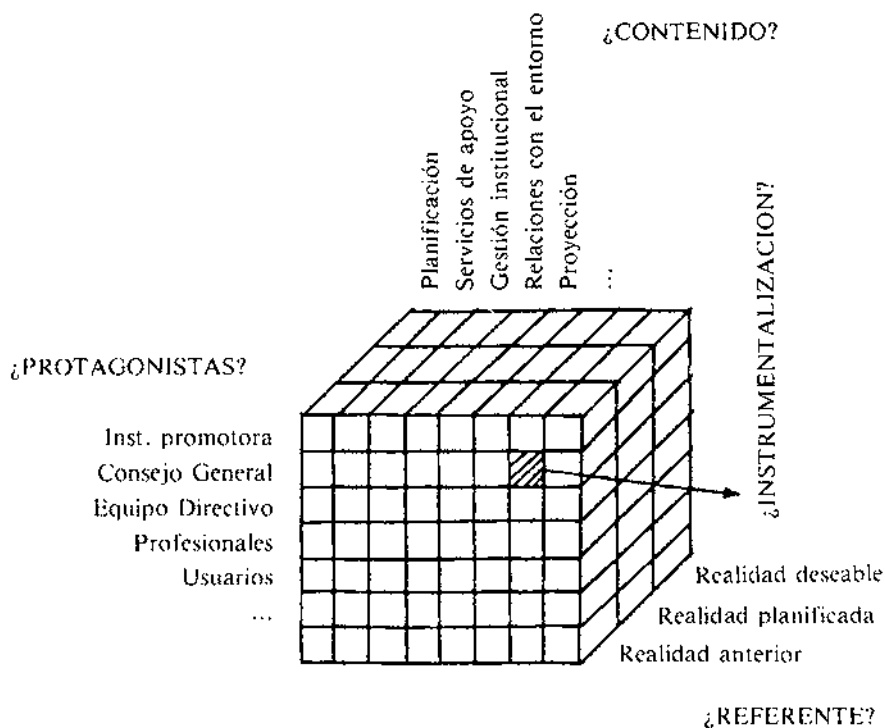 ¿CONTENIDO?
Planificación
Servicios de apoyo
Gestión institucional
Relaciones con el entorno
Proyección
...
¿INSTRUMENTALIZACION?
¿PROTAGONISTAS?
Inst. promotora
Consejo General
Equipo Directivo
Profesionales
Usuarios
...
Realidad deseable
Realidad planificada
Realidad anterior
¿REFERENTE?